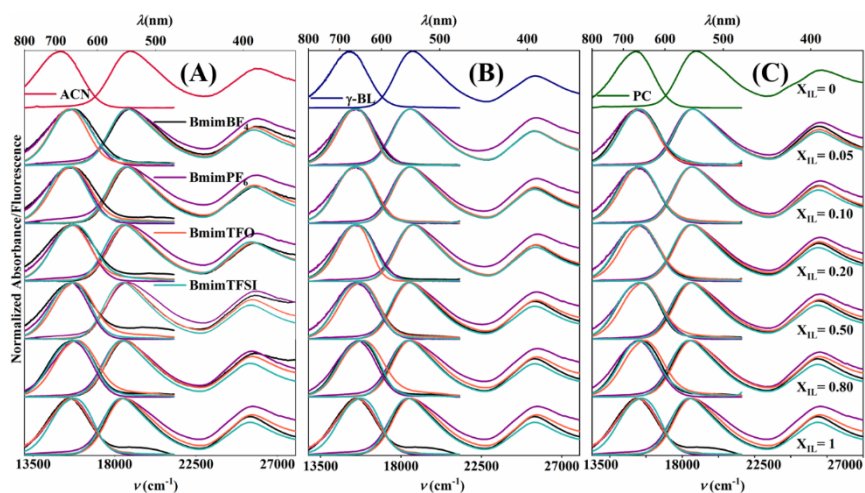 λ(nm) λ(nm) λ(nm)
800 700 600 500 400 800 700 600 500 400 800 700 600 500 400
(A) (B) (C)
ACN γ-BL PC X_IL = 0
BmimBF₄ X_IL = 0.05
BmimPF₆ X_IL = 0.10
BmimTFO X_IL = 0.20
BmimTFSI X_IL = 0.50
X_IL = 0.80
X_IL = 1
Normalized Absorbance/Fluorescence
13500 18000 22500 27000 13500 18000 22500 27000 13500 18000 22500 27000
ν (cm⁻¹) ν (cm⁻¹) ν (cm⁻¹)